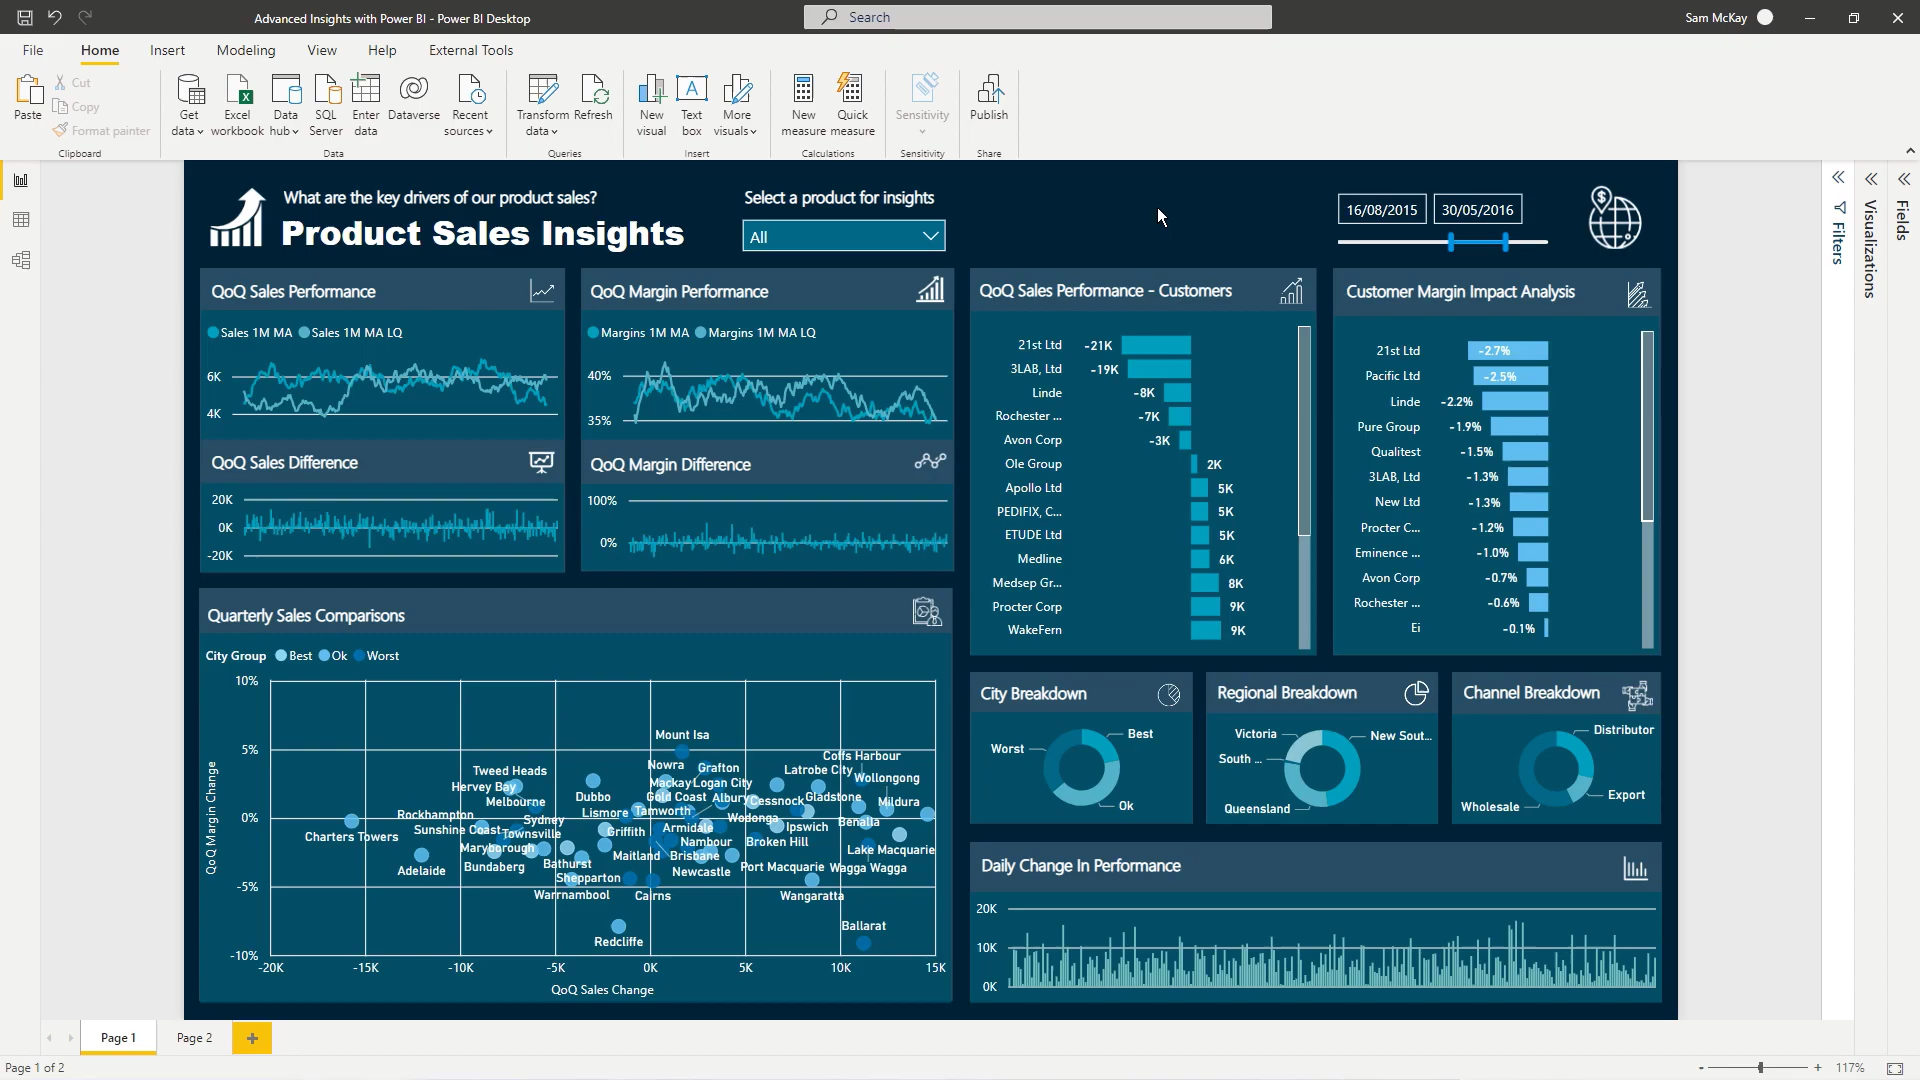 Advanced Insights with Power BI - Power BI Desktop
Search
Sam McKay
File Home Insert Modeling View Help External Tools
Paste
Cut
Copy
Format painter
Clipboard
Get data
Excel workbook
Data hub
SQL Server
Enter data
Dataverse
Recent sources
Data
Transform data
Refresh
Queries
New visual
Text box
More visuals
Insert
New measure
Quick measure
Calculations
Sensitivity
Sensitivity
Publish
Share
What are the key drivers of our product sales?
Product Sales Insights
Select a product for insights
All
16/08/2015 30/05/2016
Filters
Visualizations
Fields
QoQ Sales Performance
Sales 1M MA Sales 1M MA LQ
6K
4K
QoQ Margin Performance
Margins 1M MA Margins 1M MA LQ
40%
35%
QoQ Sales Difference
20K
0K
-20K
QoQ Margin Difference
100%
0%
QoQ Sales Performance - Customers
21st Ltd -21K
3LAB, Ltd -19K
Linde -8K
Rochester ... -7K
Avon Corp -3K
Ole Group 2K
Apollo Ltd 5K
PEDIFIX, C... 5K
ETUDE Ltd 5K
Medline 6K
Medsep Gr... 8K
Procter Corp 9K
WakeFern 9K
Customer Margin Impact Analysis
21st Ltd -2.7%
Pacific Ltd -2.5%
Linde -2.2%
Pure Group -1.9%
Qualitest -1.5%
3LAB, Ltd -1.3%
New Ltd -1.3%
Procter C... -1.2%
Eminence ... -1.0%
Avon Corp -0.7%
Rochester ... -0.6%
Ei -0.1%
Quarterly Sales Comparisons
City Group Best Ok Worst
QoQ Margin Change
10%
5%
0%
-5%
-10%
Mount Isa
Coffs Harbour
Nowra
Grafton
Tweed Heads
Latrobe City
Wollongong
Hervey Bay
Mackay
Logan City
Melbourne
Dubbo
Gold Coast
Albury
Cessnock
Gladstone
Mildura
Rockhampton
Lismore
Tamworth
Sydney
Wodonga
Benalla
Sunshine Coast
Townsville
Griffith
Armidale
Ipswich
Charters Towers
Nambour
Broken Hill
Maryborough
Maitland
Brisbane
Lake Macquarie
Adelaide
Bundaberg
Bathurst
Newcastle
Port Macquarie
Wagga Wagga
Shepparton
Warrnambool
Cairns
Wangaratta
Ballarat
Redcliffe
-20K -15K -10K -5K 0K 5K 10K 15K
QoQ Sales Change
City Breakdown
Worst
Best
Ok
Regional Breakdown
Victoria
New Sout...
South ...
Queensland
Channel Breakdown
Distributor
Export
Wholesale
Daily Change In Performance
20K
10K
0K
Page 1 Page 2 +
Page 1 of 2
- + 117%